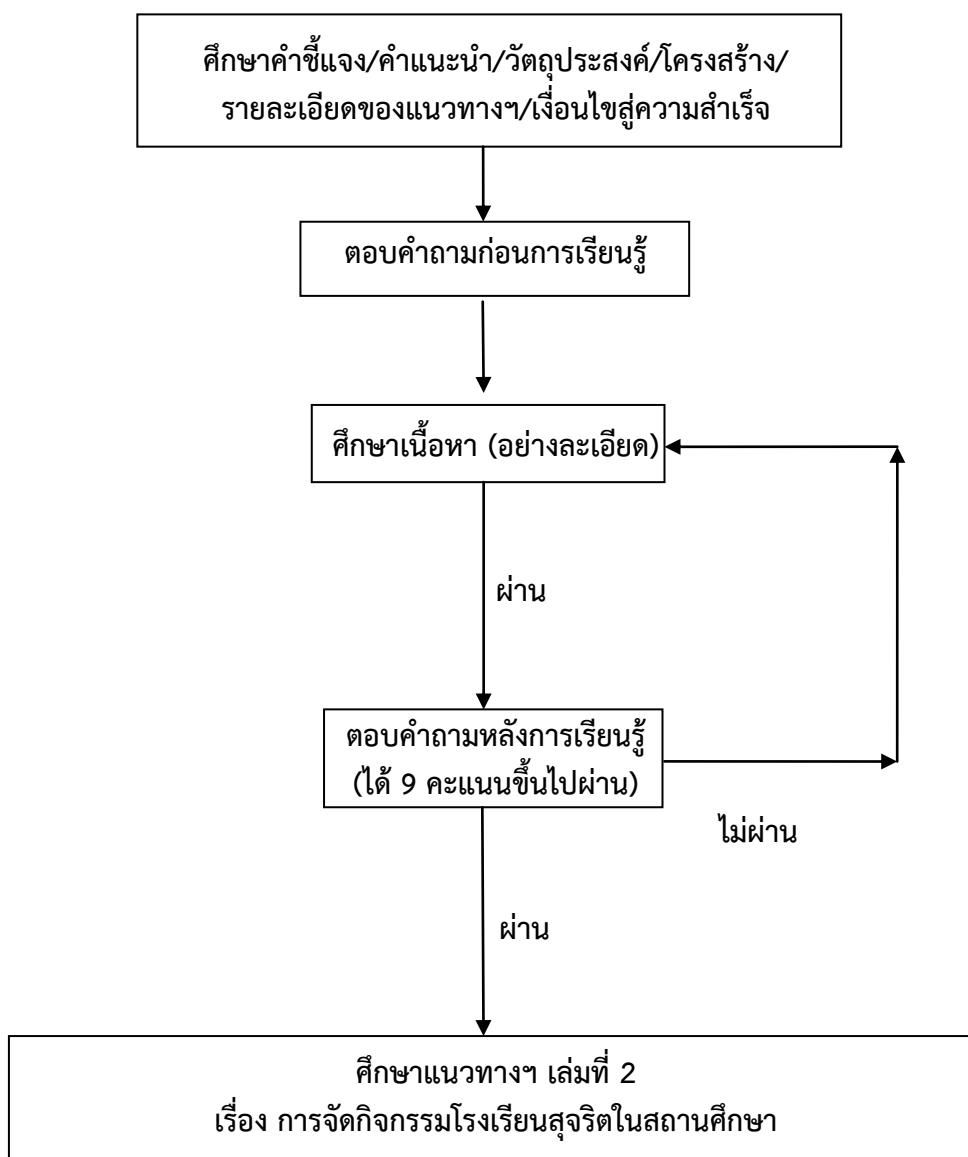 ศึกษาคำชี้แจง/คำแนะนำ/วัตถุประสงค์/โครงสร้าง/
รายละเอียดของแนวทางฯ/เงื่อนไขสู่ความสำเร็จ
ตอบคำถามก่อนการเรียนรู้
ศึกษาเนื้อหา (อย่างละเอียด)
ผ่าน
ตอบคำถามหลังการเรียนรู้
(ได้ 9 คะแนนขึ้นไปผ่าน)
ไม่ผ่าน
ผ่าน
ศึกษาแนวทางฯ เล่มที่ 2
เรื่อง การจัดกิจกรรมโรงเรียนสุจริตในสถานศึกษา